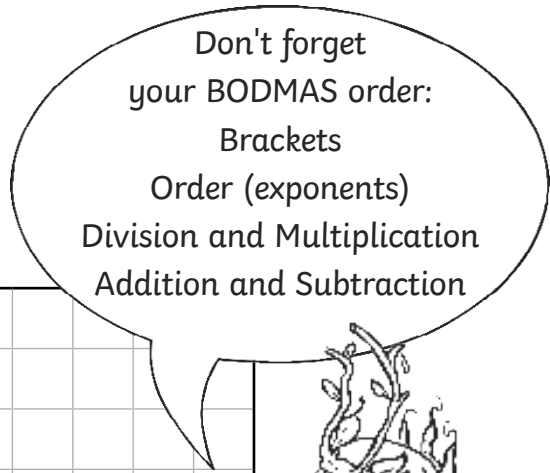 Don't forget
your BODMAS order:
Brackets
Order (exponents)
Division and Multiplication
Addition and Subtraction